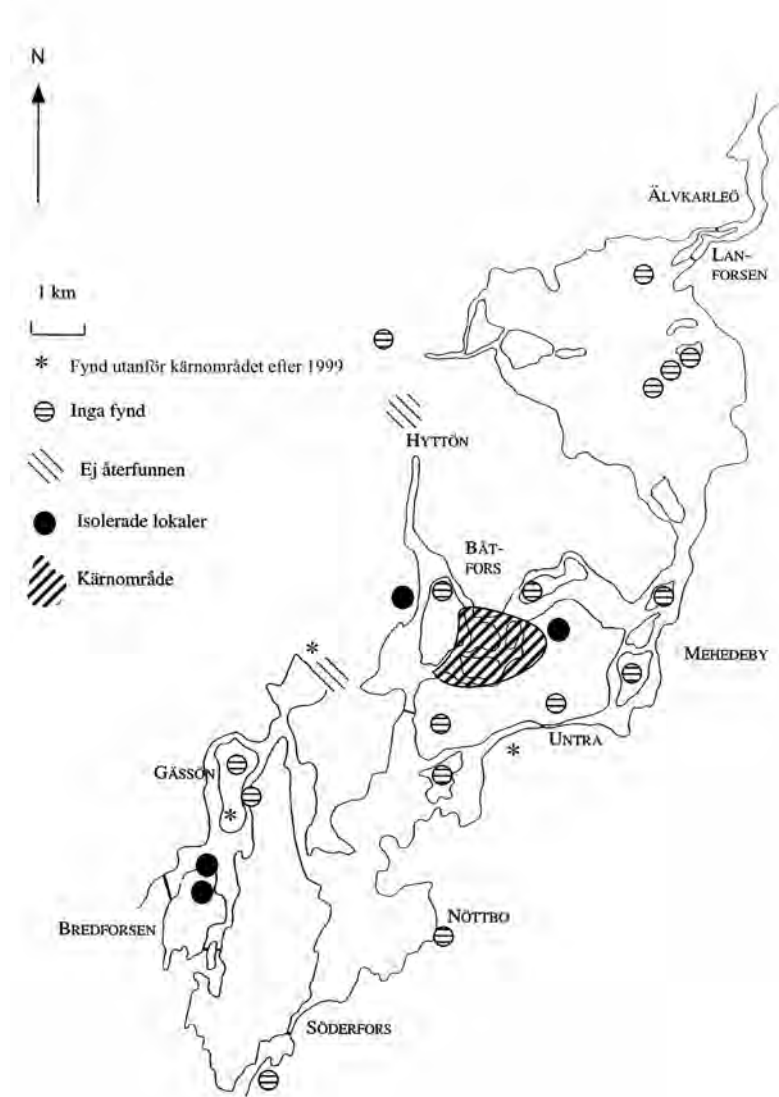 N
ÄLVKARLEÖ
LAN-
FORSEN
1 km
* Fynd utanför kärnområdet efter 1999
Inga fynd
HYTTÖN
Ej återfunnen
Isolerade lokaler
BÅT-
FORS
Kärnområde
*
MEHEDEBY
UNTRA
*
GÅSSÖN
*
BREDFORSEN
NÖTTBO
SÖDERFORS